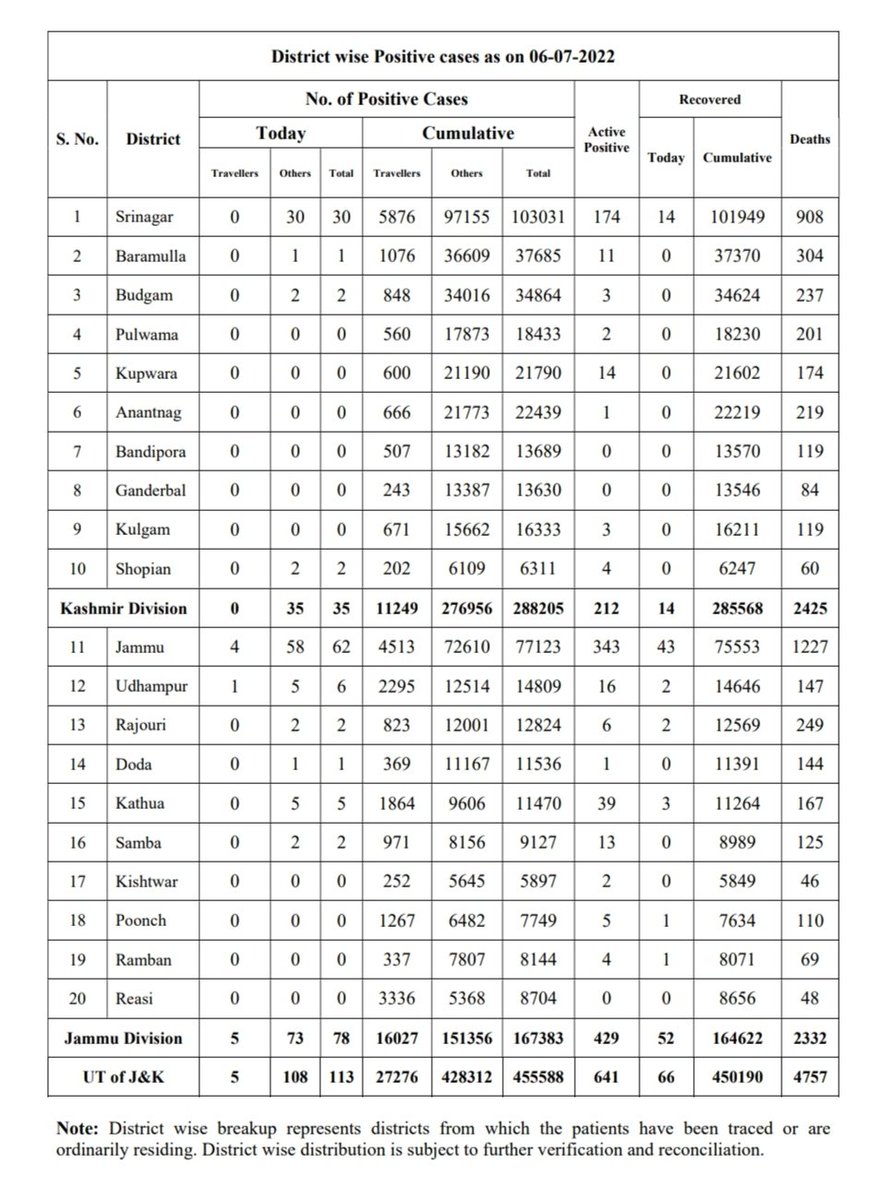 District wise Positive cases as on 06-07-2022
S. No. District No. of Positive Cases Active Positive Recovered Deaths
Today Cumulative Today Cumulative
Travellers Others Total Travellers Others Total
1 Srinagar 0 30 30 5876 97155 103031 174 14 101949 908
2 Baramulla 0 1 1 1076 36609 37685 11 0 37370 304
3 Budgam 0 2 2 848 34016 34864 3 0 34624 237
4 Pulwama 0 0 0 560 17873 18433 2 0 18230 201
5 Kupwara 0 0 0 600 21190 21790 14 0 21602 174
6 Anantnag 0 0 0 666 21773 22439 1 0 22219 219
7 Bandipora 0 0 0 507 13182 13689 0 0 13570 119
8 Ganderbal 0 0 0 243 13387 13630 0 0 13546 84
9 Kulgam 0 0 0 671 15662 16333 3 0 16211 119
10 Shopian 0 2 2 202 6109 6311 4 0 6247 60
Kashmir Division 0 35 35 11249 276956 288205 212 14 285568 2425
11 Jammu 4 58 62 4513 72610 77123 343 43 75553 1227
12 Udhampur 1 5 6 2295 12514 14809 16 2 14646 147
13 Rajouri 0 2 2 823 12001 12824 6 2 12569 249
14 Doda 0 1 1 369 11167 11536 1 0 11391 144
15 Kathua 0 5 5 1864 9606 11470 39 3 11264 167
16 Samba 0 2 2 971 8156 9127 13 0 8989 125
17 Kishtwar 0 0 0 252 5645 5897 2 0 5849 46
18 Poonch 0 0 0 1267 6482 7749 5 1 7634 110
19 Ramban 0 0 0 337 7807 8144 4 1 8071 69
20 Reasi 0 0 0 3336 5368 8704 0 0 8656 48
Jammu Division 5 73 78 16027 151356 167383 429 52 164622 2332
UT of J&K 5 108 113 27276 428312 455588 641 66 450190 4757
Note: District wise breakup represents districts from which the patients have been traced or are
ordinarily residing. District wise distribution is subject to further verification and reconciliation.